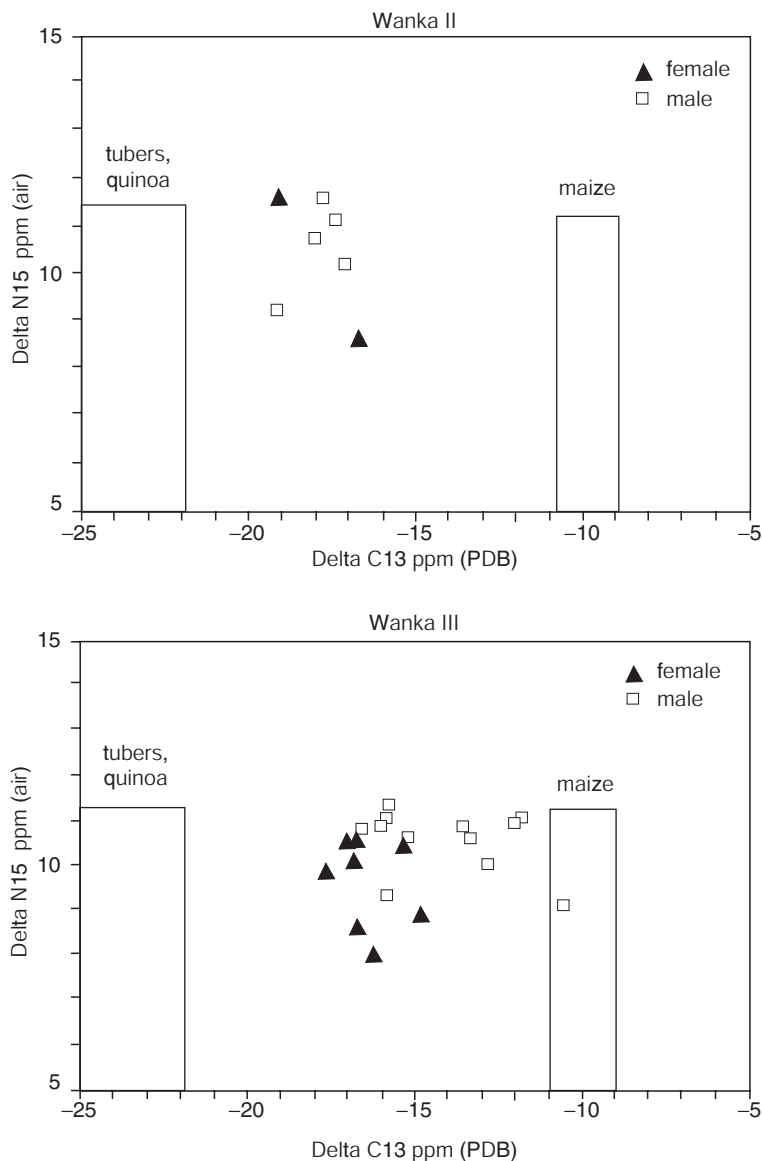 Wanka II
15
female
male
tubers,
quinoa
maize
10
5
Delta N15 ppm (air)
–25
–20
–15
–10
–5
Delta C13 ppm (PDB)
Wanka III
15
female
male
tubers,
quinoa
maize
10
5
Delta N15 ppm (air)
–25
–20
–15
–10
–5
Delta C13 ppm (PDB)